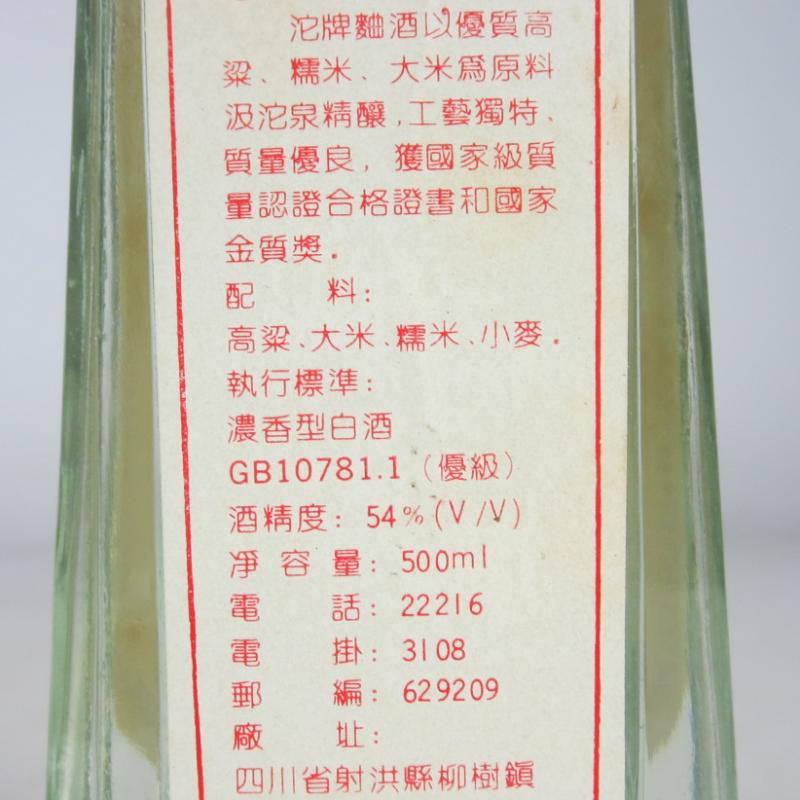 沱牌麯酒以優質高
粱、糯米、大米爲原料
汲沱泉精釀,工藝獨特、
質量優良，獲國家級質
量認證合格證書和國家
金質獎.
配料:
高粱、大米、糯米、小麥.
執行標準:
濃香型白酒
GB10781.1（優級）
酒精度: 54%(V/V)
凈容量: 500ml
電話: 22216
電掛: 3108
郵編: 629209
廠址:
四川省射洪縣柳樹鎮